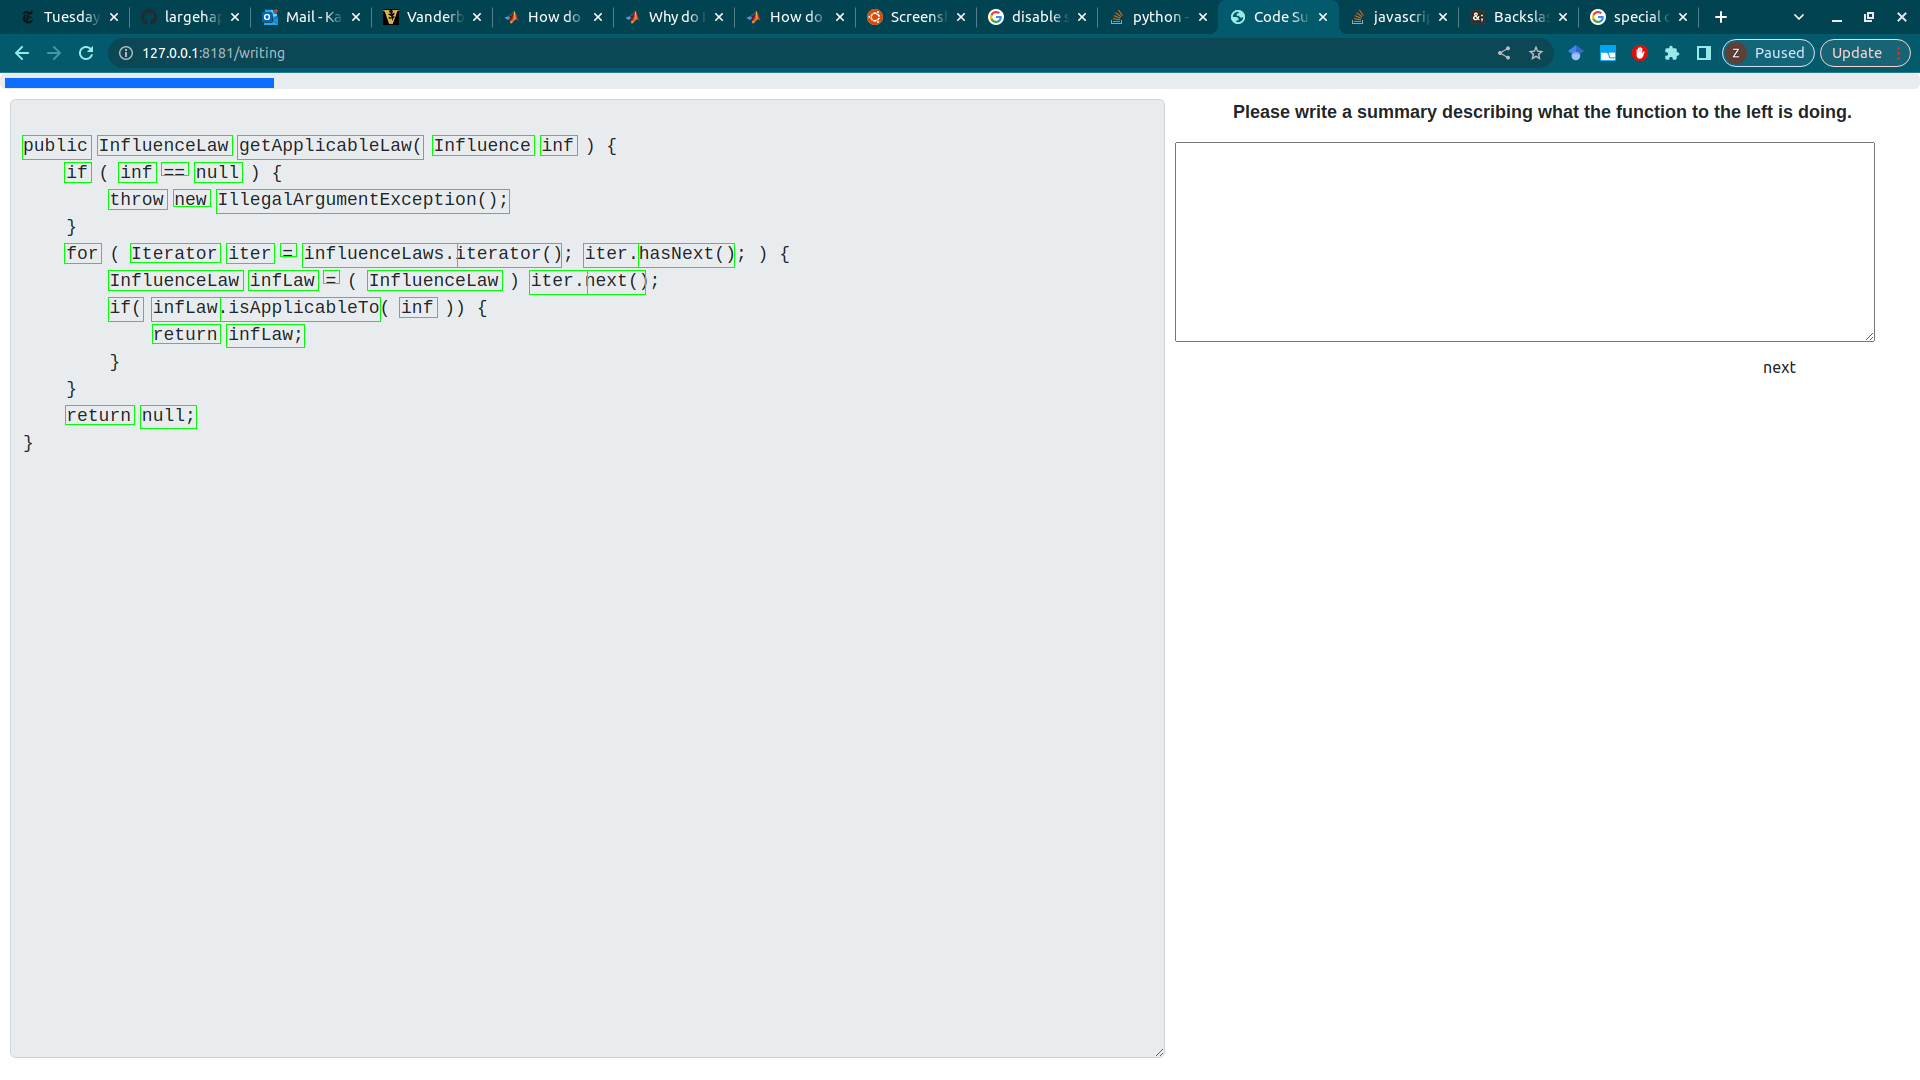 Tuesday
largeha
Mail - Ka
Vanderb
How do
Why do
How do
Screens
disable s
python -
Code Su
javascrip
Backslas
special c
127.0.0.1:8181/writing
Z Paused
Update
public InfluenceLaw getApplicableLaw( Influence inf ) {
if ( inf == null ) {
throw new IllegalArgumentException();
}
for ( Iterator iter = influenceLaws.iterator(); iter.hasNext(); ) {
InfluenceLaw infLaw = ( InfluenceLaw ) iter.next();
if( infLaw.isApplicableTo( inf )) {
return infLaw;
}
}
return null;
}
Please write a summary describing what the function to the left is doing.
next